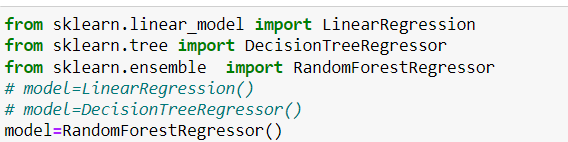 from sklearn.linear_model import LinearRegression
from sklearn.tree import DecisionTreeRegressor
from sklearn.ensemble  import RandomForestRegressor
# model=LinearRegression()
# model=DecisionTreeRegressor()
model=RandomForestRegressor()